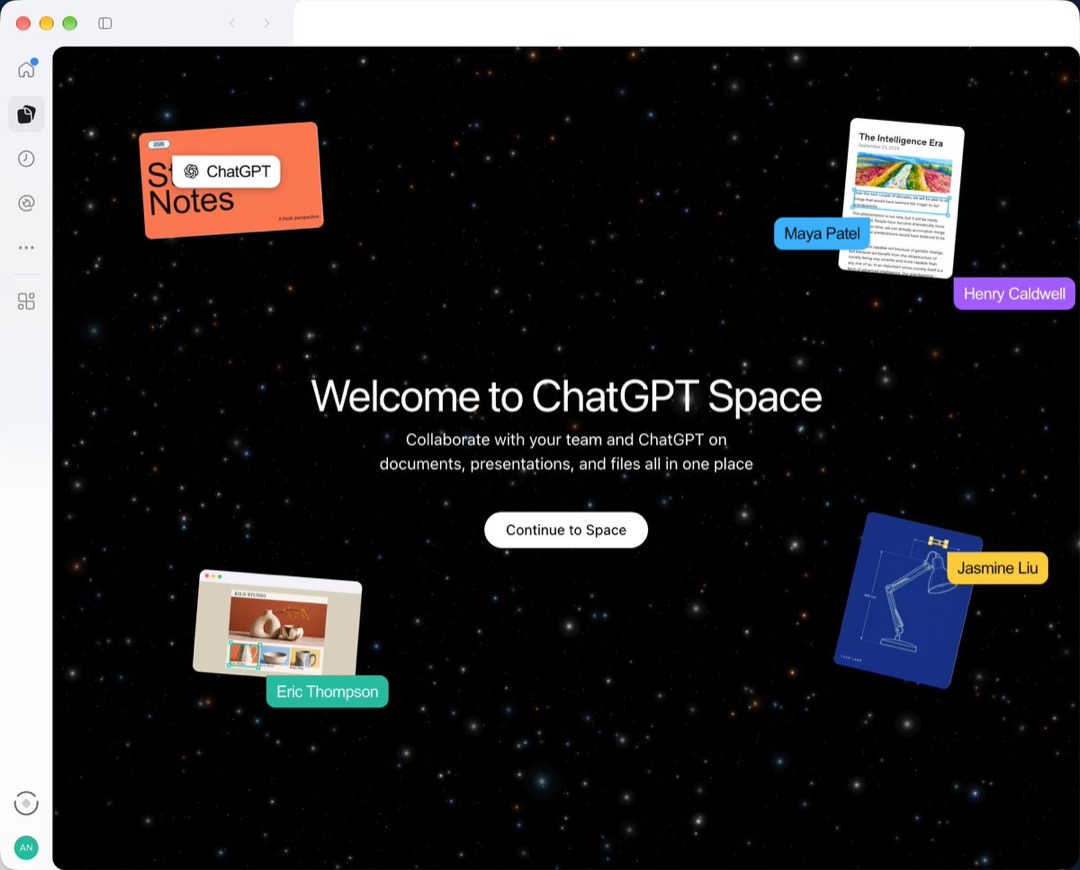 2026
ChatGPT
Notes
A fresh perspective
The Intelligence Era
September 23, 2024
Maya Patel
Henry Caldwell
Welcome to ChatGPT Space
Collaborate with your team and ChatGPT on
documents, presentations, and files all in one place
Continue to Space
KILN STUDIO
Eric Thompson
Jasmine Liu
TASK LAMP
AN